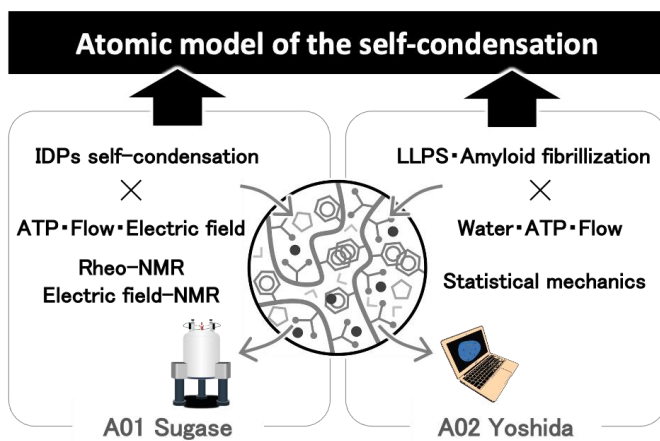 Atomic model of the self-condensation
IDPs self-condensation
×
ATP・Flow・Electric field
Rheo-NMR
Electric field-NMR
A01 Sugase
LLPS・Amyloid fibrillization
×
Water・ATP・Flow
Statistical mechanics
A02 Yoshida